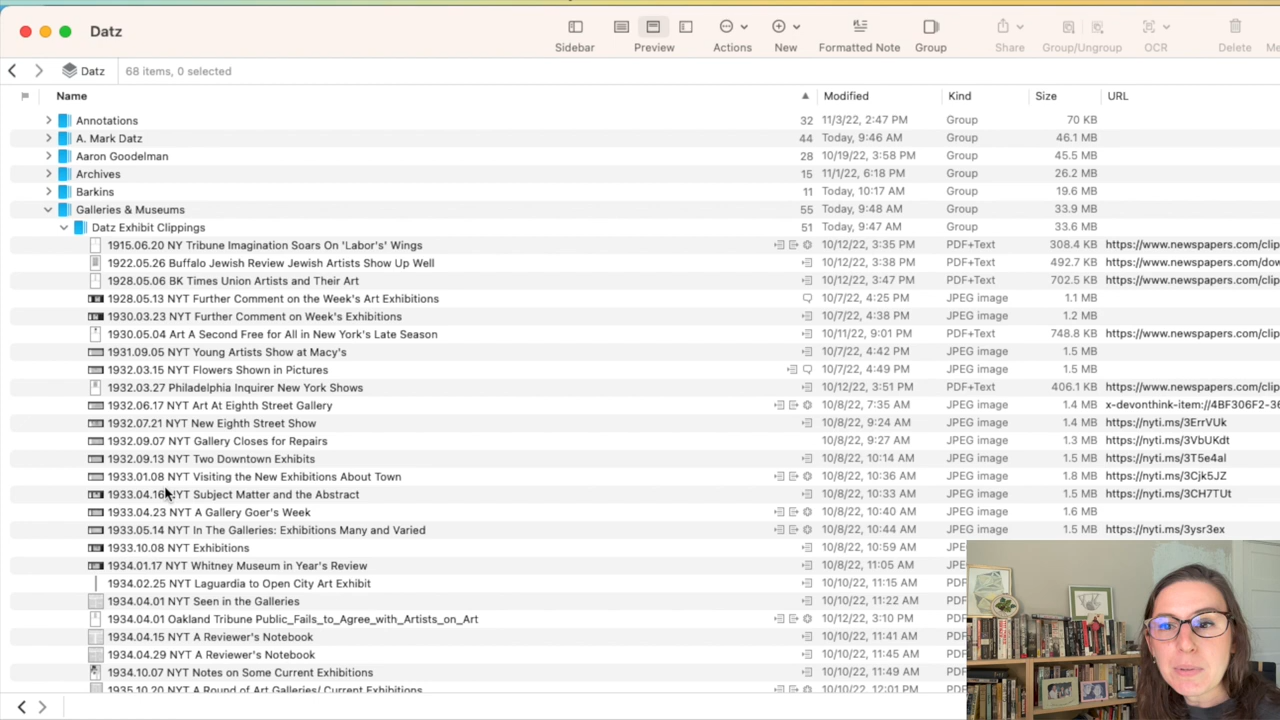 Datz
Sidebar Preview Actions New Formatted Note Group Share Group/Ungroup OCR Delete
Datz 68 items, 0 selected
Name Modified Kind Size URL
Annotations 32 11/3/22, 2:47 PM Group 70 KB
A. Mark Datz 44 Today, 9:46 AM Group 46.1 MB
Aaron Goodelman 28 10/19/22, 3:58 PM Group 45.5 MB
Archives 15 11/1/22, 6:18 PM Group 26.2 MB
Barkins 11 Today, 10:17 AM Group 19.6 MB
Galleries & Museums 55 Today, 9:48 AM Group 33.9 MB
Datz Exhibit Clippings 51 Today, 9:47 AM Group 33.6 MB
1915.06.20 NY Tribune Imagination Soars On 'Labor's' Wings 10/12/22, 3:35 PM PDF+Text 308.4 KB https://www.newspapers.com/clip
1922.05.26 Buffalo Jewish Review Jewish Artists Show Up Well 10/12/22, 3:38 PM PDF+Text 492.7 KB https://www.newspapers.com/dow
1928.05.06 BK Times Union Artists and Their Art 10/12/22, 3:47 PM PDF+Text 702.5 KB https://www.newspapers.com/clip
1928.05.13 NYT Further Comment on the Week's Art Exhibitions 10/7/22, 4:25 PM JPEG image 1.1 MB
1930.03.23 NYT Further Comment on Week's Exhibitions 10/7/22, 4:38 PM JPEG image 1.2 MB
1930.05.04 Art A Second Free for All in New York's Late Season 10/11/22, 9:01 PM PDF+Text 748.8 KB https://www.newspapers.com/clip
1931.09.05 NYT Young Artists Show at Macy's 10/7/22, 4:42 PM JPEG image 1.5 MB
1932.03.15 NYT Flowers Shown in Pictures 10/7/22, 4:49 PM JPEG image 1.5 MB
1932.03.27 Philadelphia Inquirer New York Shows 10/12/22, 3:51 PM PDF+Text 406.1 KB https://www.newspapers.com/clip
1932.06.17 NYT Art At Eighth Street Gallery 10/8/22, 7:35 AM JPEG image 1.4 MB x-devonthink-item://4BF306F2-36
1932.07.21 NYT New Eighth Street Show 10/8/22, 9:24 AM JPEG image 1.4 MB https://nyti.ms/3ErrVUk
1932.09.07 NYT Gallery Closes for Repairs 10/8/22, 9:27 AM JPEG image 1.3 MB https://nyti.ms/3VbUKdt
1932.09.13 NYT Two Downtown Exhibits 10/8/22, 10:14 AM JPEG image 1.5 MB https://nyti.ms/3T5e4al
1933.01.08 NYT Visiting the New Exhibitions About Town 10/8/22, 10:36 AM JPEG image 1.8 MB https://nyti.ms/3Cjk5JZ
1933.04.16 NYT Subject Matter and the Abstract 10/8/22, 10:33 AM JPEG image 1.5 MB https://nyti.ms/3CH7TUt
1933.04.23 NYT A Gallery Goer's Week 10/8/22, 10:40 AM JPEG image 1.6 MB
1933.05.14 NYT In The Galleries: Exhibitions Many and Varied 10/8/22, 10:44 AM JPEG image 1.5 MB https://nyti.ms/3ysr3ex
1933.10.08 NYT Exhibitions 10/8/22, 10:59 AM JPE
1934.01.17 NYT Whitney Museum in Year's Review 10/8/22, 11:05 AM JPE
1934.02.25 NYT Laguardia to Open City Art Exhibit 10/10/22, 11:15 AM PDF
1934.04.01 NYT Seen in the Galleries 10/10/22, 11:22 AM PDF
1934.04.01 Oakland Tribune Public_Fails_to_Agree_with_Artists_on_Art 10/12/22, 3:10 PM PDF
1934.04.15 NYT A Reviewer's Notebook 10/10/22, 11:41 AM PDF
1934.04.29 NYT A Reviewer's Notebook 10/10/22, 11:45 AM PDF
1934.10.07 NYT Notes on Some Current Exhibitions 10/10/22, 11:49 AM PDF
1935.10.20 NYT A Round of Art Galleries/ Current Exhibitions 10/10/22, 12:01 PM PDF